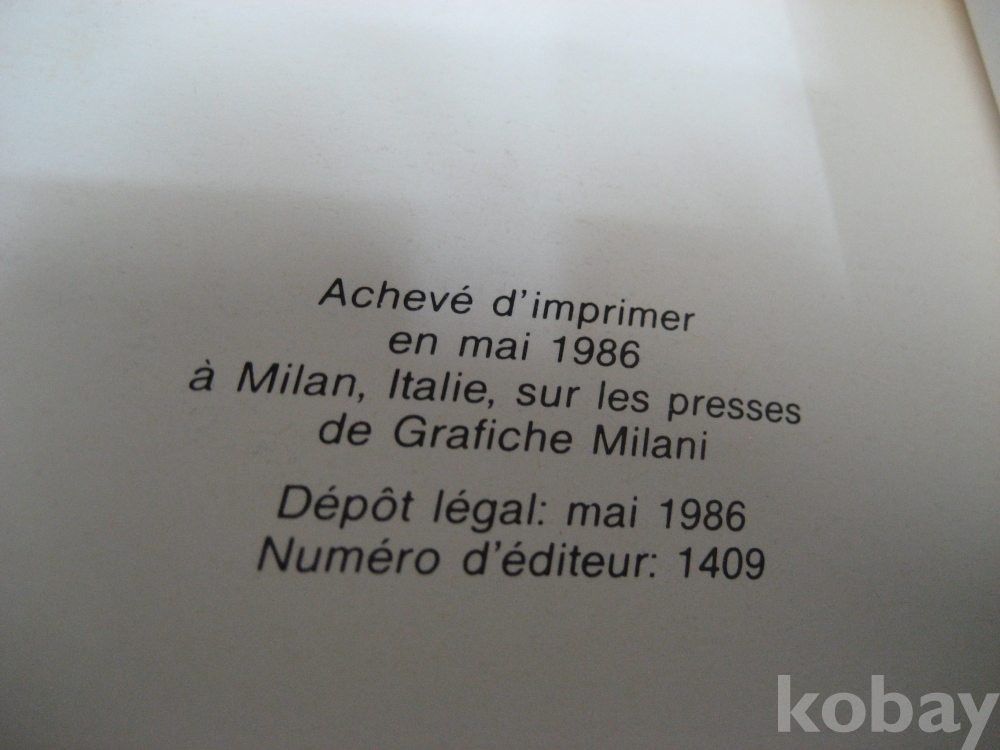 Achevé d'imprimer
en mai 1986
à Milan, Italie, sur les presses
de Grafiche Milani
Dépôt légal: mai 1986
Numéro d'éditeur: 1409
kobay